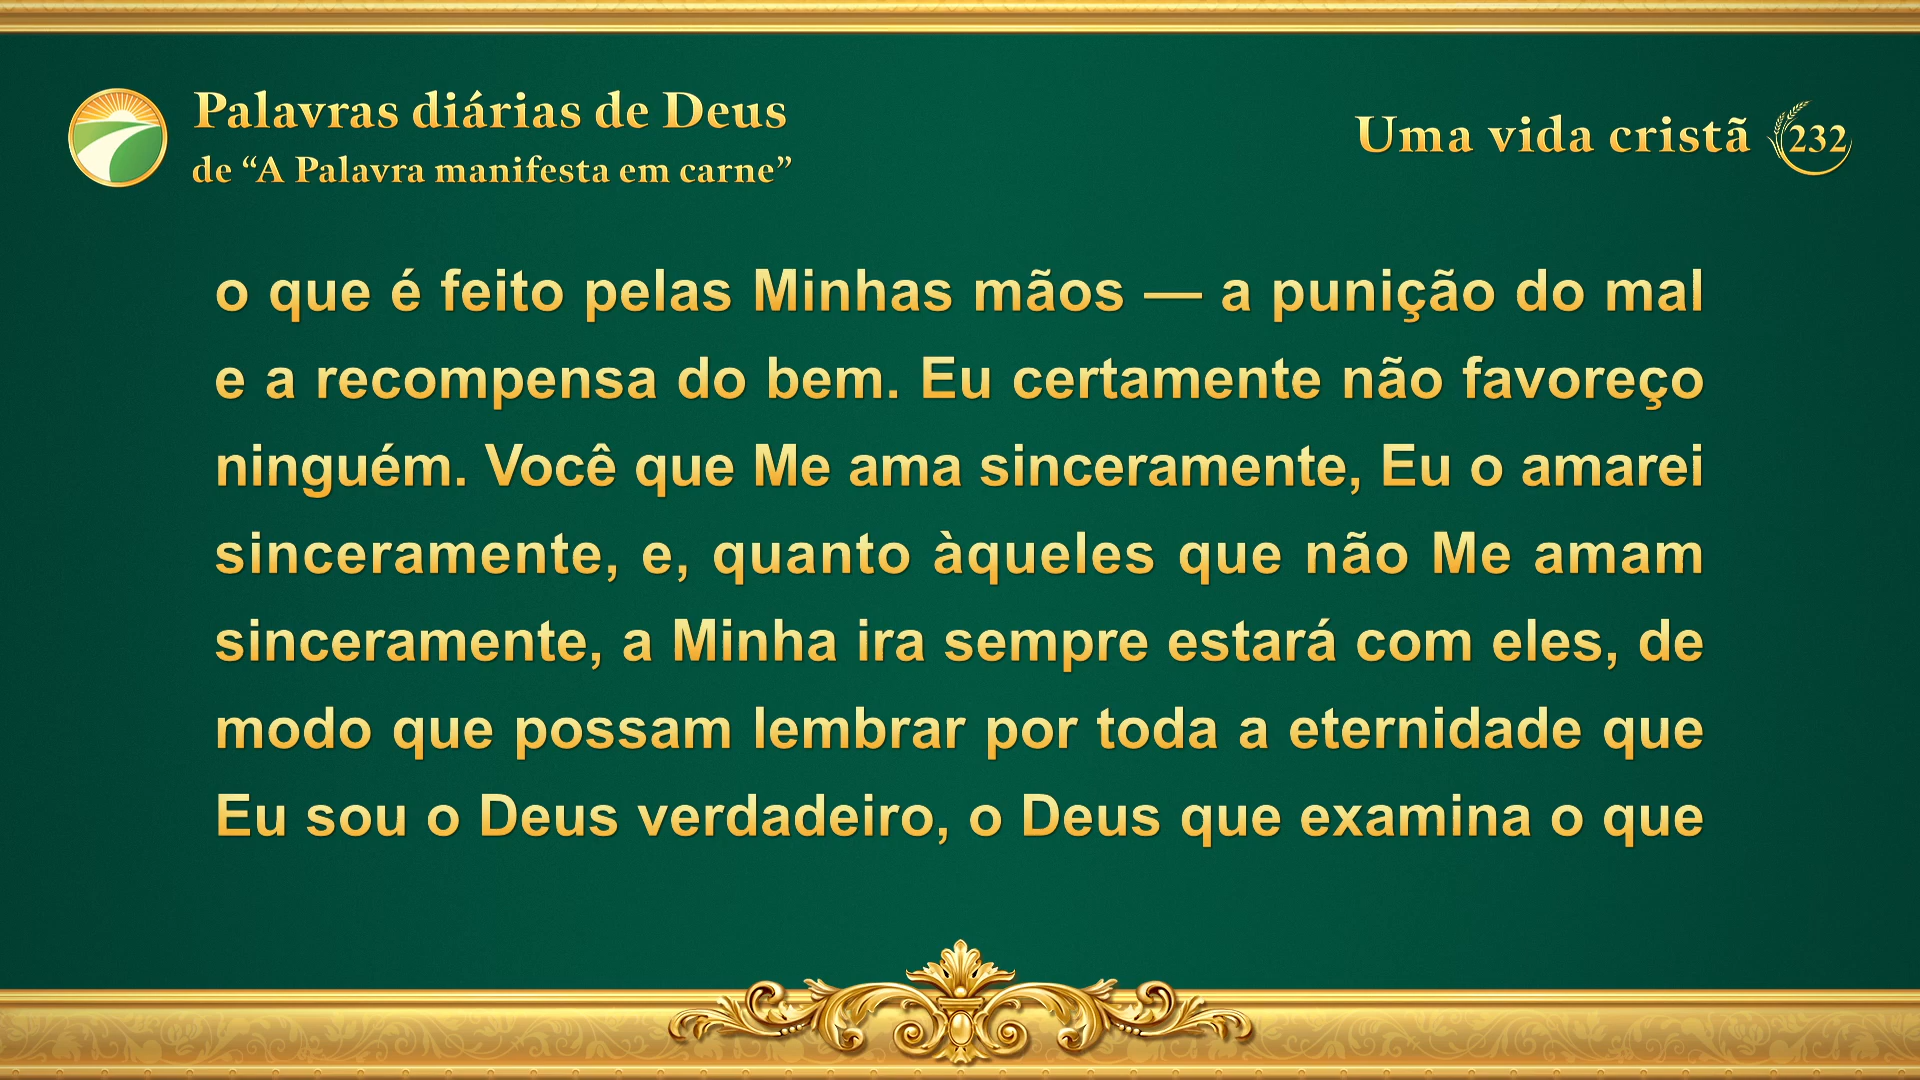 Palavras diárias de Deus
de “A Palavra manifesta em carne”
Uma vida cristã 232
o que é feito pelas Minhas mãos — a punição do mal
e a recompensa do bem. Eu certamente não favoreço
ninguém. Você que Me ama sinceramente, Eu o amarei
sinceramente, e, quanto àqueles que não Me amam
sinceramente, a Minha ira sempre estará com eles, de
modo que possam lembrar por toda a eternidade que
Eu sou o Deus verdadeiro, o Deus que examina o que